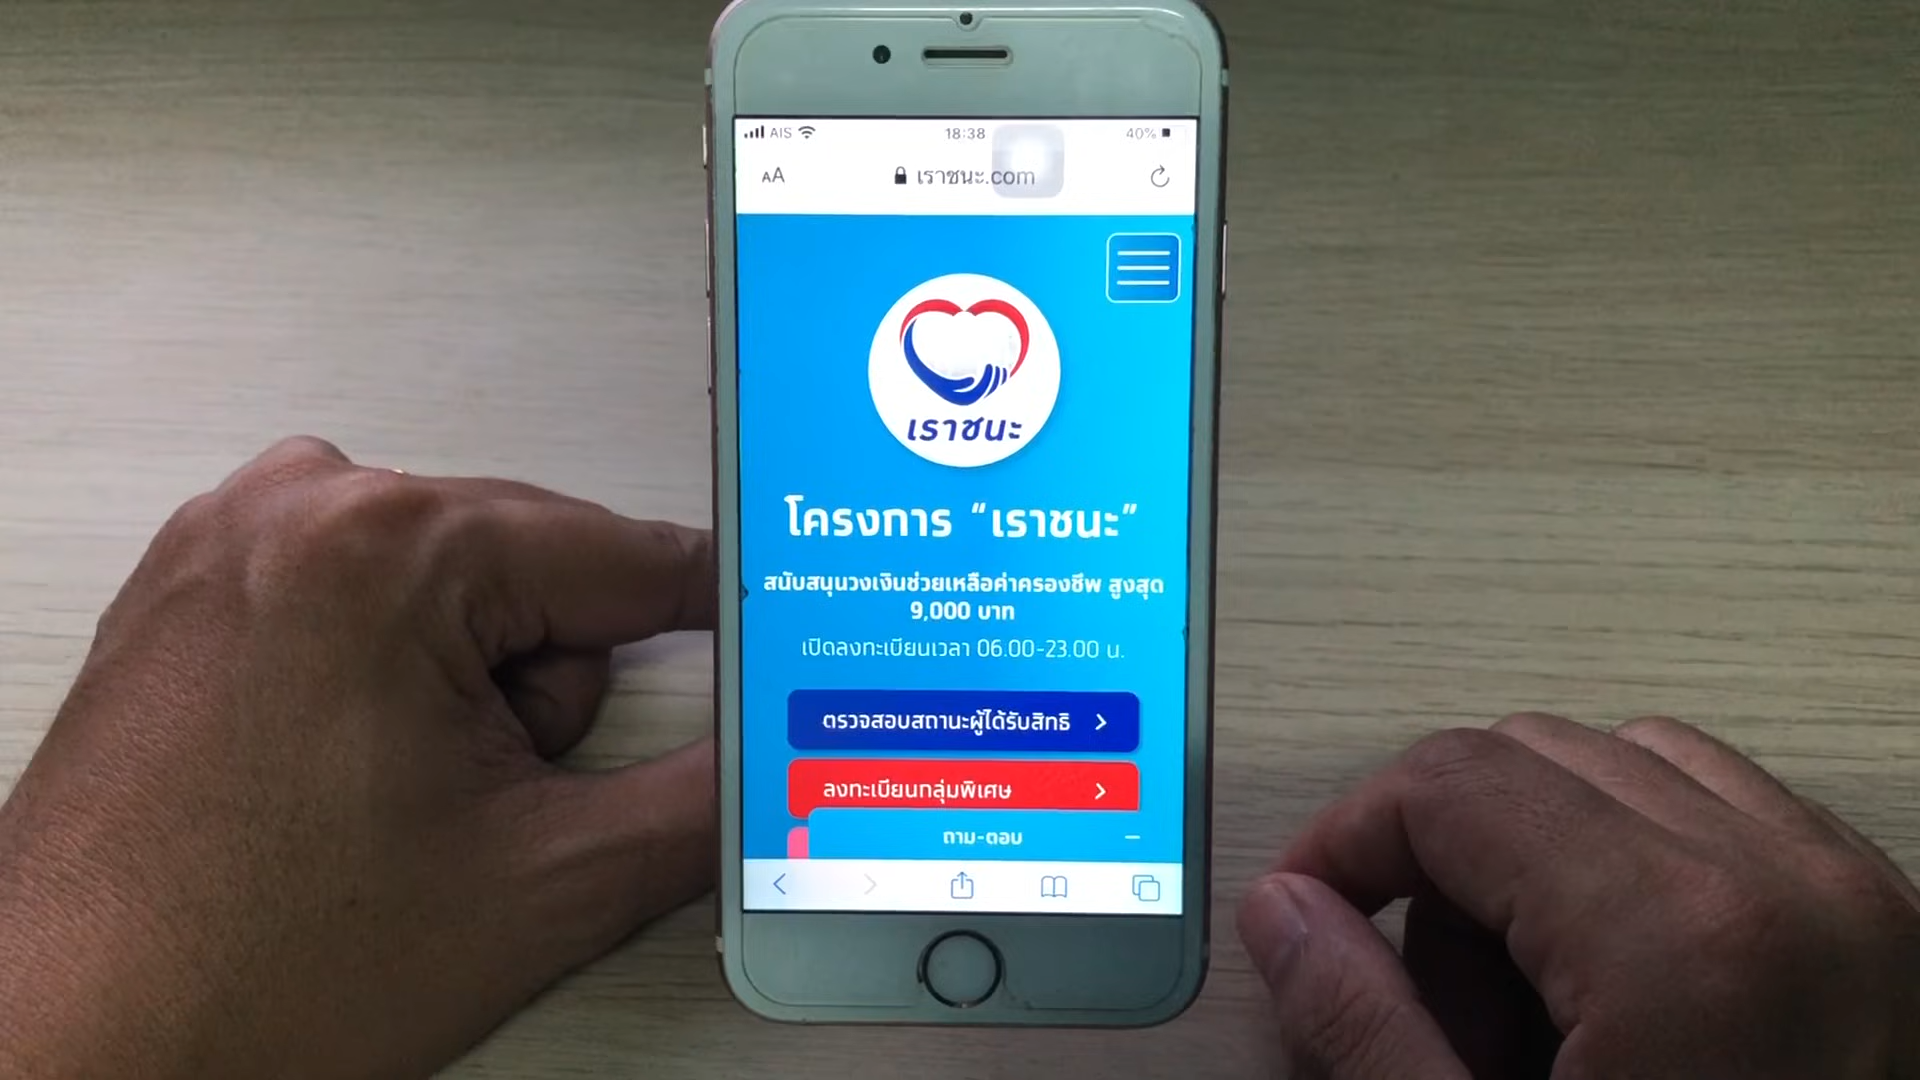 AIS 18:38 40%
AA เราชนะ.com
เราชนะ
โครงการ “เราชนะ”
สนับสนุนวงเงินช่วยเหลือค่าครองชีพ สูงสุด
9,000 บาท
เปิดลงทะเบียนเวลา 06.00-23.00 น.
ตรวจสอบสถานะผู้ได้รับสิทธิ
ลงทะเบียนกลุ่มพิเศษ
ถาม-ตอบ